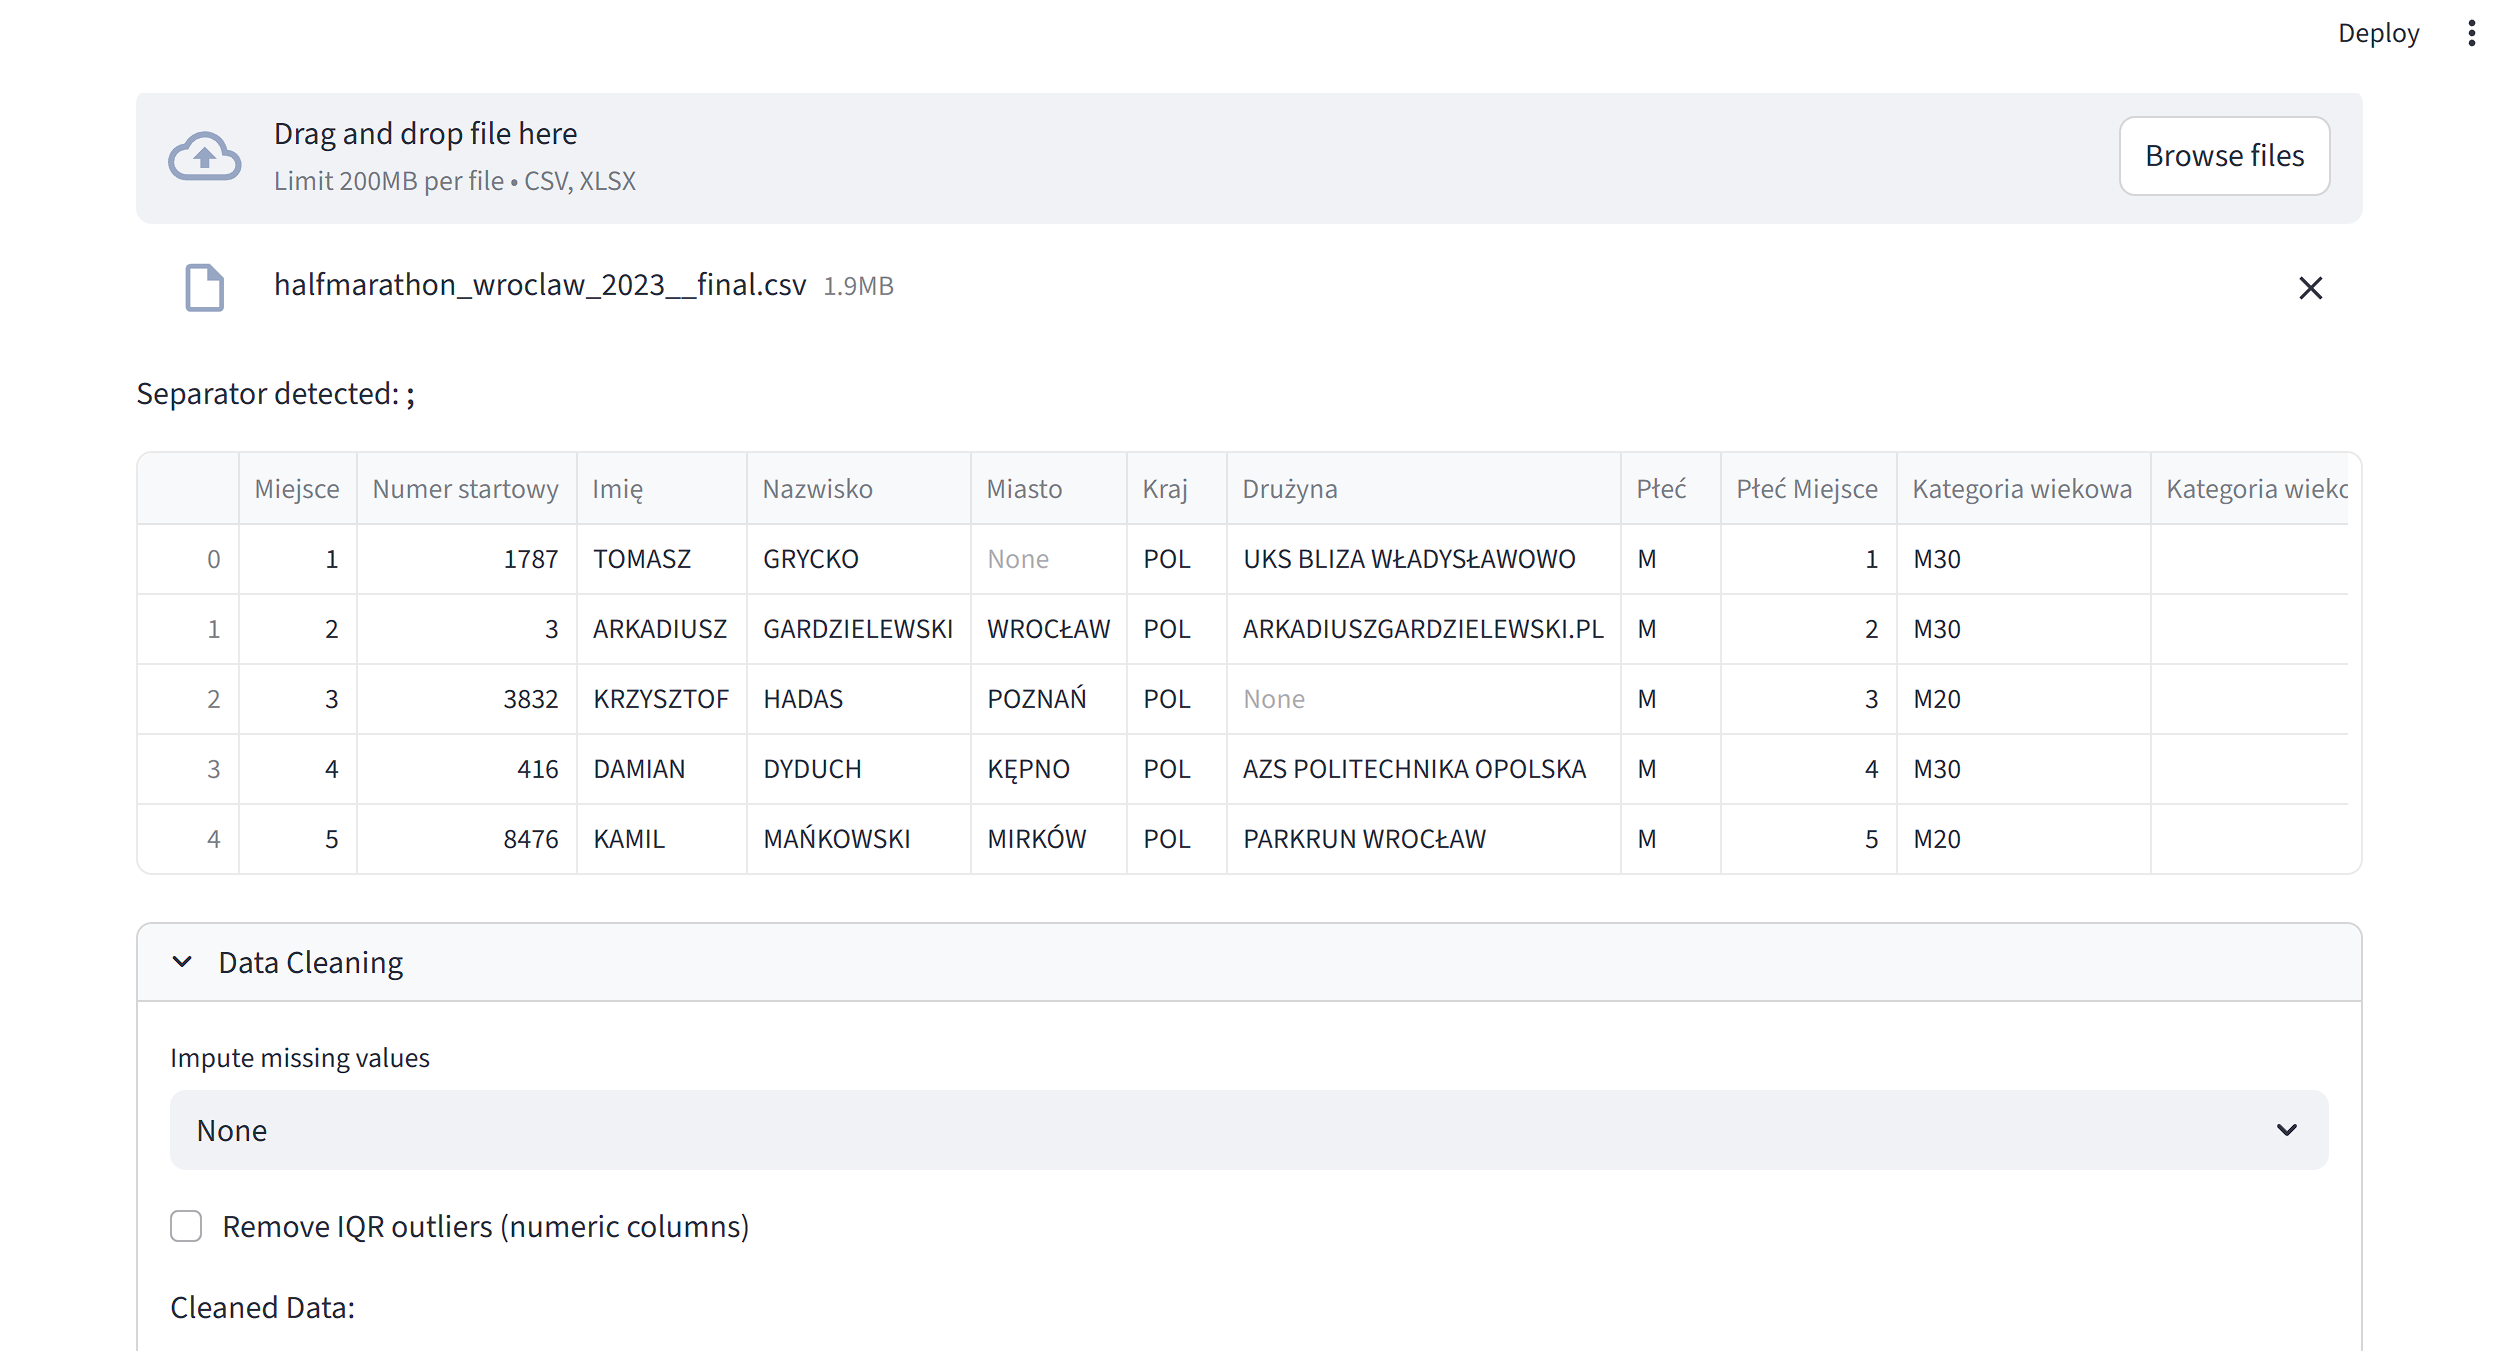 Deploy
Drag and drop file here
Limit 200MB per file • CSV, XLSX
Browse files
halfmarathon_wroclaw_2023__final.csv 1.9MB
Separator detected: ;
Miejsce Numer startowy Imię Nazwisko Miasto Kraj Drużyna Płeć Płeć Miejsce Kategoria wiekowa Kategoria wieko
0 1 1787 TOMASZ GRYCKO None POL UKS BLIZA WŁADYSŁAWOWO M 1 M30
1 2 3 ARKADIUSZ GARDZIELEWSKI WROCŁAW POL ARKADIUSZGARDZIELEWSKI.PL M 2 M30
2 3 3832 KRZYSZTOF HADAS POZNAŃ POL None M 3 M20
3 4 416 DAMIAN DYDUCH KĘPNO POL AZS POLITECHNIKA OPOLSKA M 4 M30
4 5 8476 KAMIL MAŃKOWSKI MIRKÓW POL PARKRUN WROCŁAW M 5 M20
Data Cleaning
Impute missing values
None
Remove IQR outliers (numeric columns)
Cleaned Data: